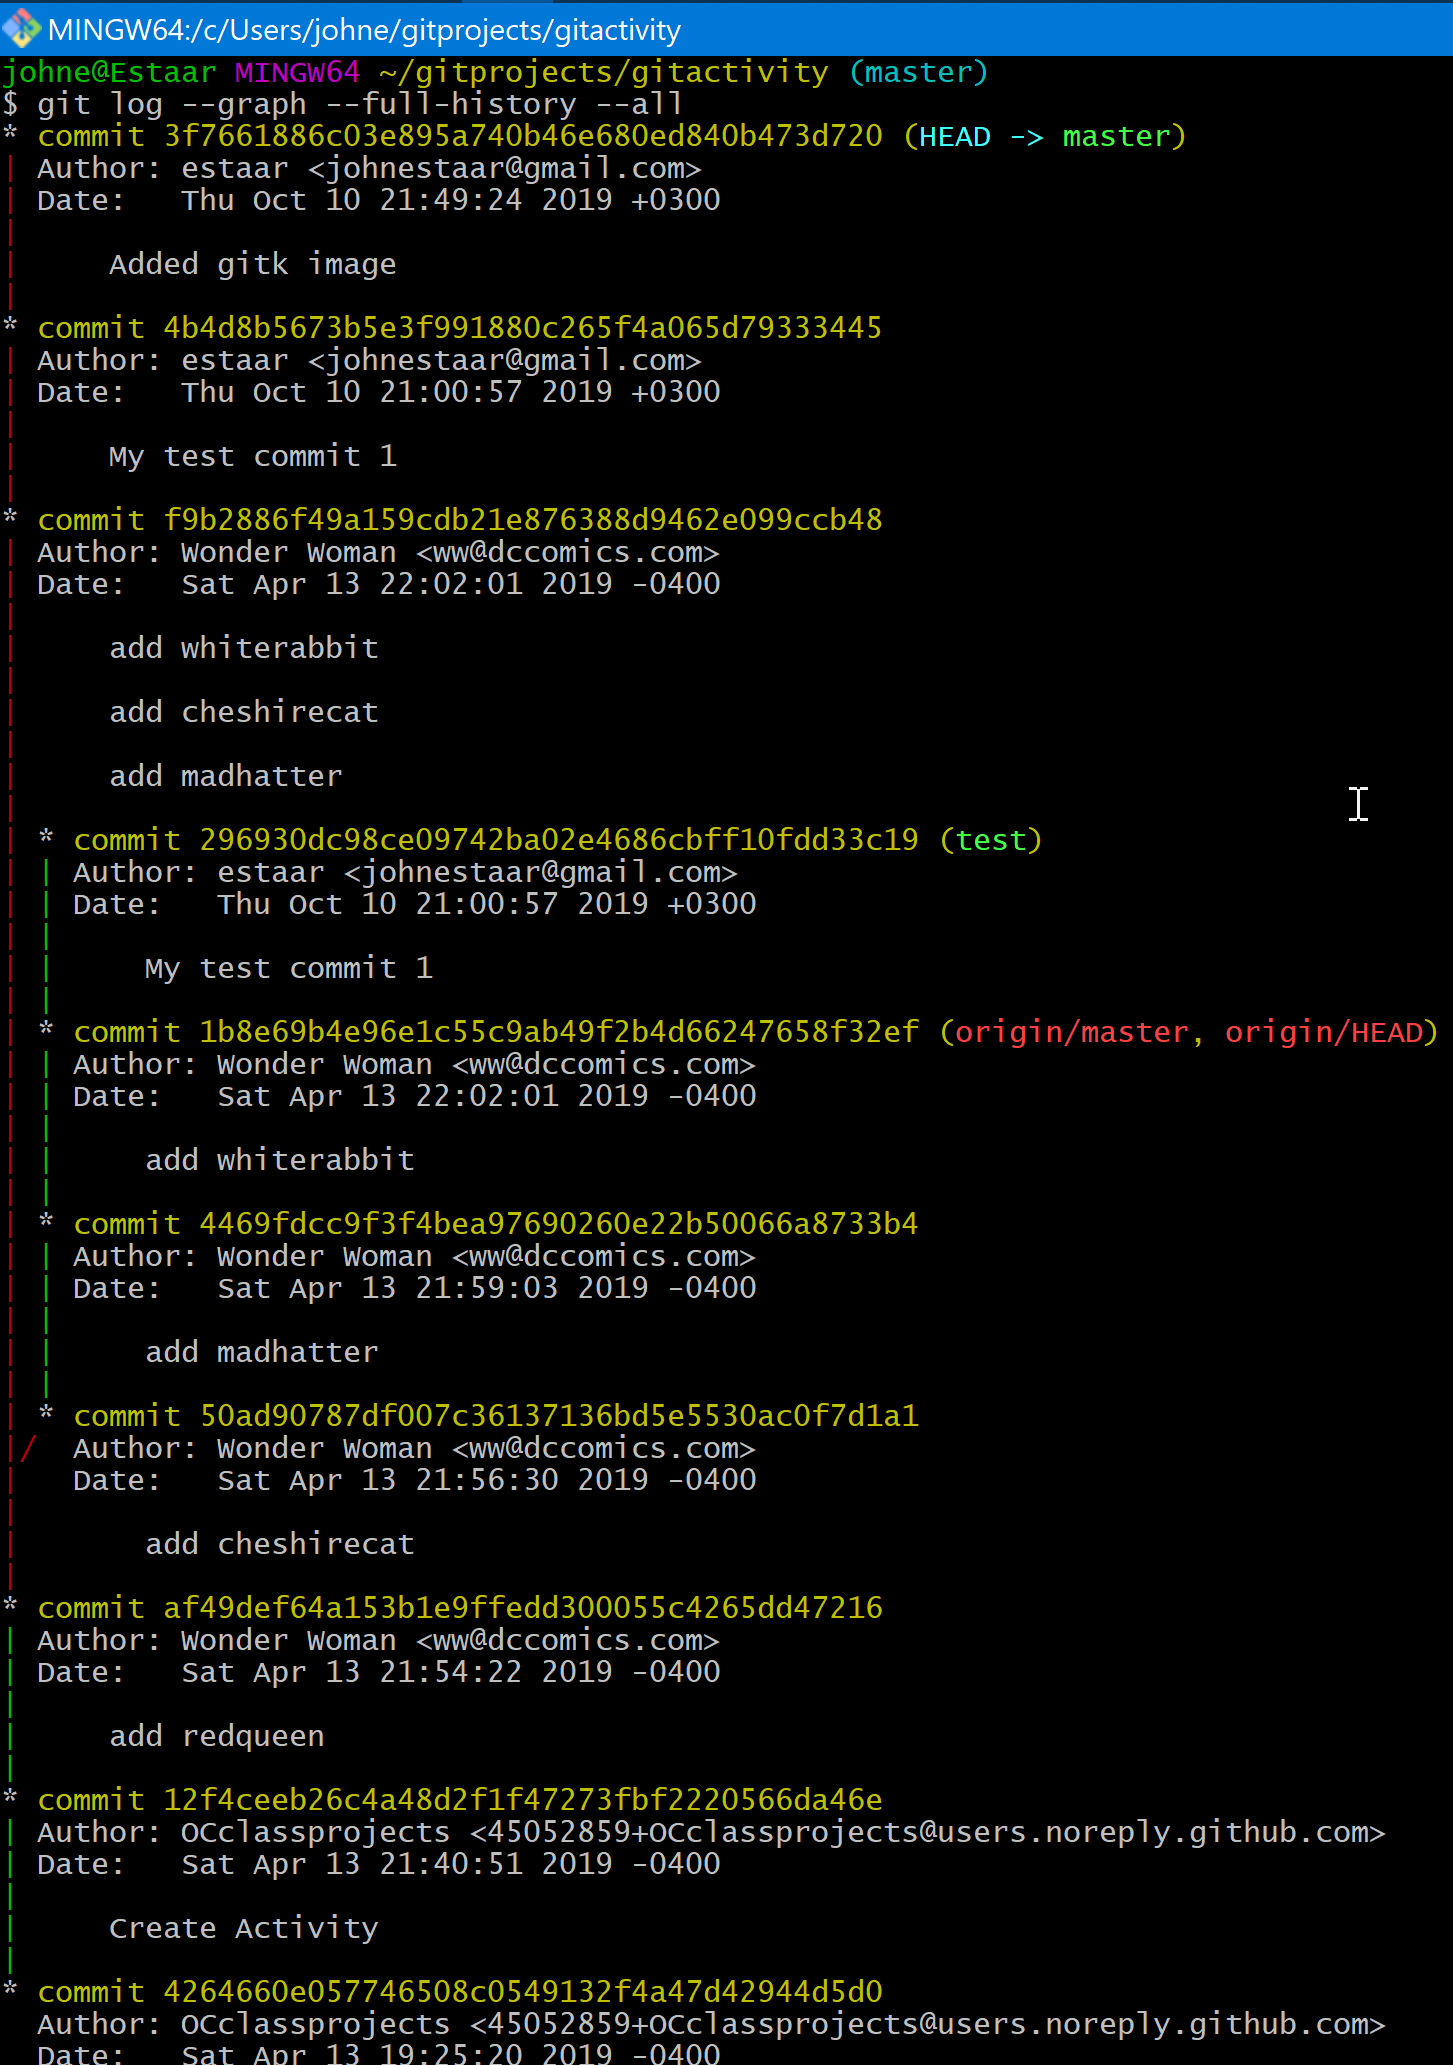 MINGW64:/c/Users/johne/gitprojects/gitactivity
johne@Estaar MINGW64 ~/gitprojects/gitactivity (master)
$ git log --graph --full-history --all
* commit 3f7661886c03e895a740b46e680ed840b473d720 (HEAD -> master)
| Author: estaar <johnestaar@gmail.com>
| Date:   Thu Oct 10 21:49:24 2019 +0300
|
|     Added gitk image
|
* commit 4b4d8b5673b5e3f991880c265f4a065d79333445
| Author: estaar <johnestaar@gmail.com>
| Date:   Thu Oct 10 21:00:57 2019 +0300
|
|     My test commit 1
|
* commit f9b2886f49a159cdb21e876388d9462e099ccb48
| Author: Wonder Woman <ww@dccomics.com>
| Date:   Sat Apr 13 22:02:01 2019 -0400
|
|     add whiterabbit
|
|     add cheshirecat
|
|     add madhatter
|
| * commit 296930dc98ce09742ba02e4686cbff10fdd33c19 (test)
| | Author: estaar <johnestaar@gmail.com>
| | Date:   Thu Oct 10 21:00:57 2019 +0300
| |
| |     My test commit 1
| |
| * commit 1b8e69b4e96e1c55c9ab49f2b4d66247658f32ef (origin/master, origin/HEAD)
| | Author: Wonder Woman <ww@dccomics.com>
| | Date:   Sat Apr 13 22:02:01 2019 -0400
| |
| |     add whiterabbit
| |
| * commit 4469fdcc9f3f4bea97690260e22b50066a8733b4
| | Author: Wonder Woman <ww@dccomics.com>
| | Date:   Sat Apr 13 21:59:03 2019 -0400
| |
| |     add madhatter
| |
| * commit 50ad90787df007c36137136bd5e5530ac0f7d1a1
|/  Author: Wonder Woman <ww@dccomics.com>
|   Date:   Sat Apr 13 21:56:30 2019 -0400
|
|       add cheshirecat
|
* commit af49def64a153b1e9ffedd300055c4265dd47216
| Author: Wonder Woman <ww@dccomics.com>
| Date:   Sat Apr 13 21:54:22 2019 -0400
|
|     add redqueen
|
* commit 12f4ceeb26c4a48d2f1f47273fbf2220566da46e
| Author: OCclassprojects <45052859+OCclassprojects@users.noreply.github.com>
| Date:   Sat Apr 13 21:40:51 2019 -0400
|
|     Create Activity
|
* commit 4264660e057746508c0549132f4a47d42944d5d0
  Author: OCclassprojects <45052859+OCclassprojects@users.noreply.github.com>
  Date:   Sat Apr 13 19:25:20 2019 -0400